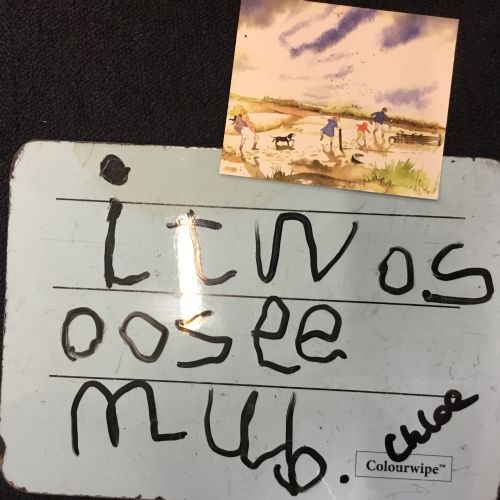 it Wos
oosee
mub.
Chloe
Colourwipe™